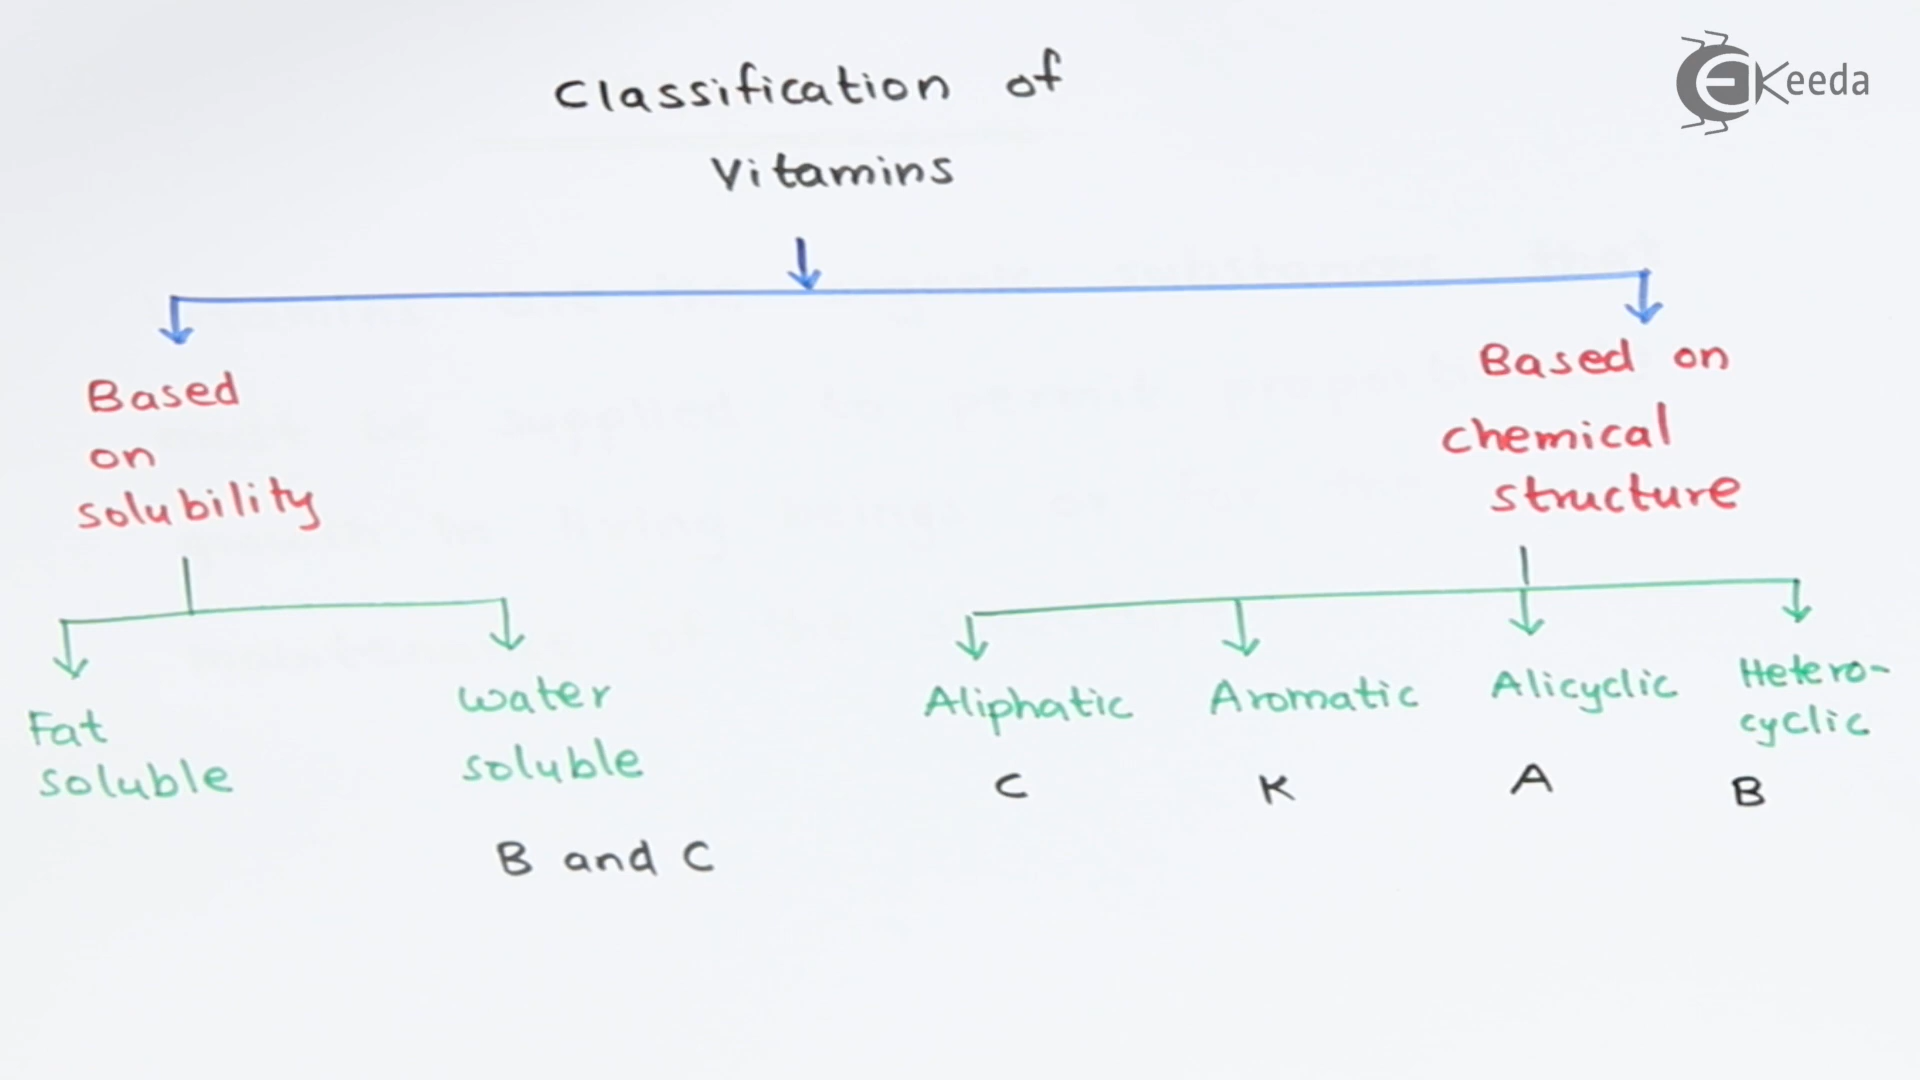 Classification of
Vitamins
EKeeda
Based
on
solubility
Based on
chemical
structure
Fat
soluble
water
soluble
B and C
Aliphatic
Aromatic
Alicyclic
Hetero-
cyclic
C
K
A
B